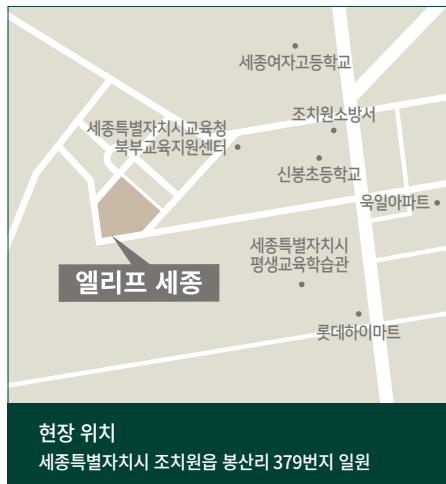 세종여자고등학교
조치원소방서
세종특별자치시교육청
북부교육지원센터
신봉초등학교
욱일아파트
세종특별자치시
평생교육학습관
엘리프 세종
롯데하이마트
현장 위치
세종특별자치시 조치원읍 봉산리 379번지 일원